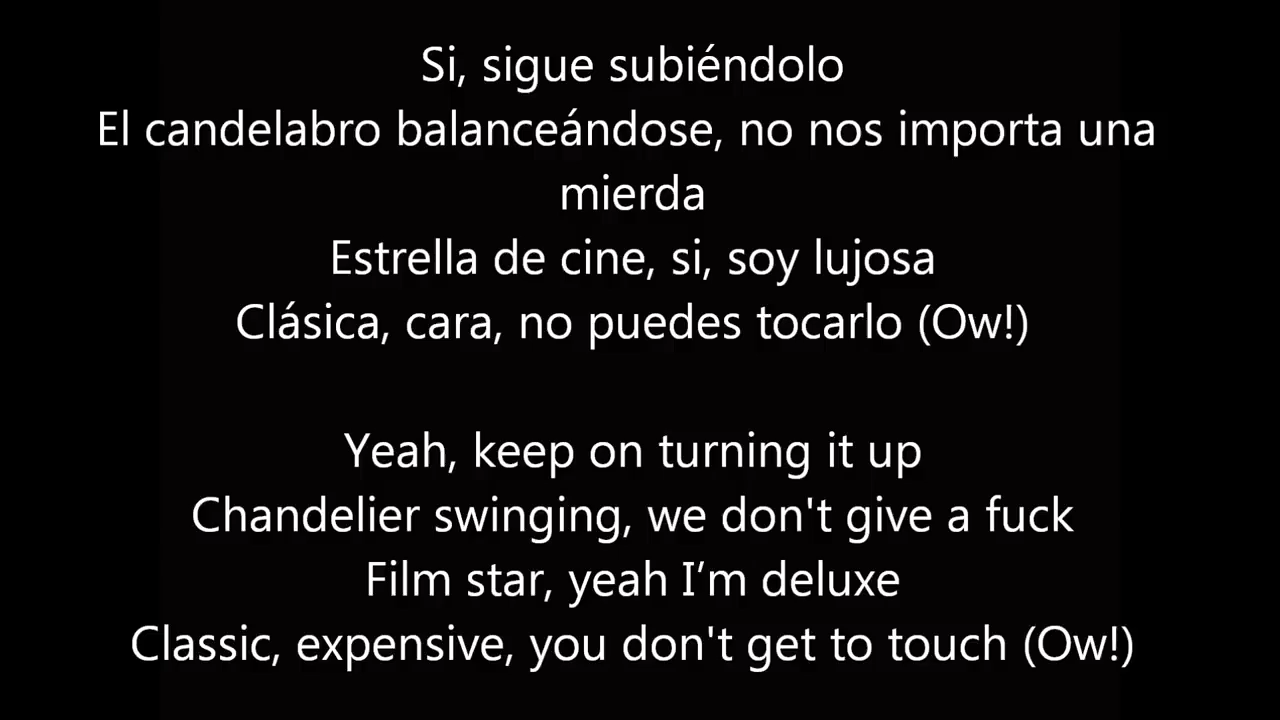 Si, sigue subiéndolo
El candelabro balanceándose, no nos importa una
mierda
Estrella de cine, si, soy lujosa
Clásica, cara, no puedes tocarlo (Ow!)
Yeah, keep on turning it up
Chandelier swinging, we don't give a fuck
Film star, yeah I’m deluxe
Classic, expensive, you don't get to touch (Ow!)